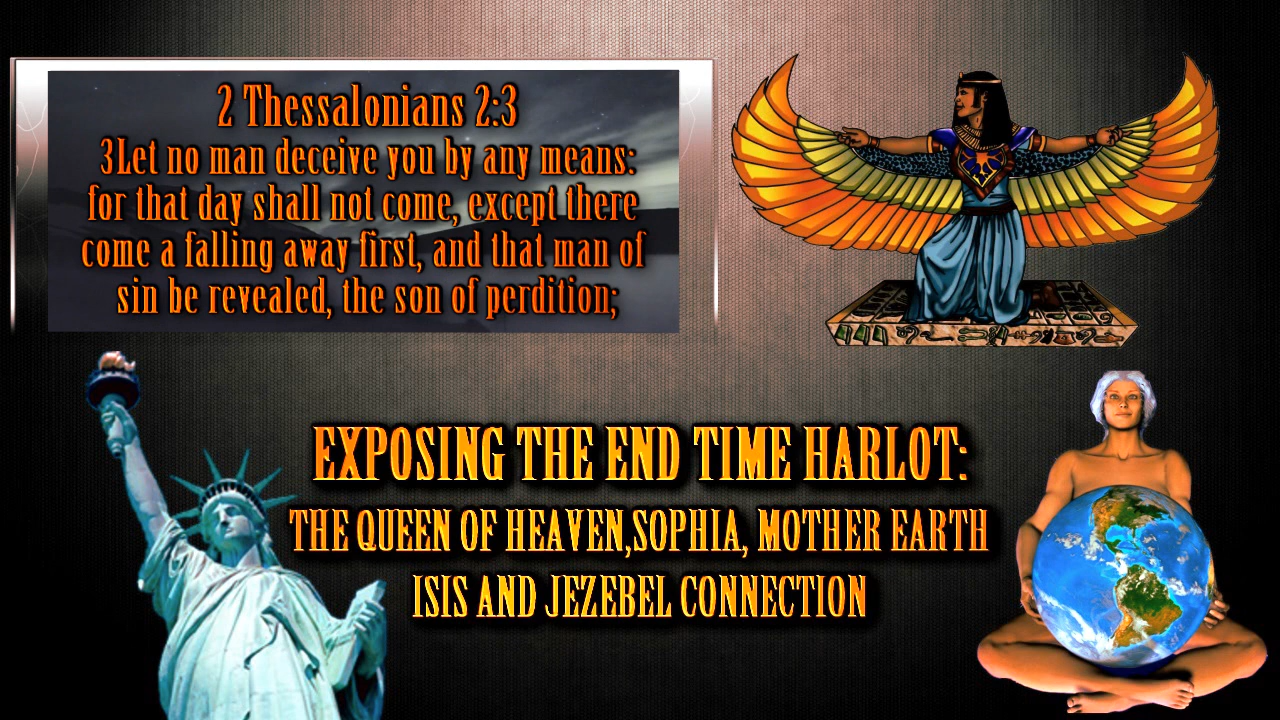 2 Thessalonians 2:3
3Let no man deceive you by any means:
for that day shall not come, except there
come a falling away first, and that man of
sin be revealed, the son of perdition;
EXPOSING THE END TIME HARLOT:
THE QUEEN OF HEAVEN,SOPHIA, MOTHER EARTH
ISIS AND JEZEBEL CONNECTION